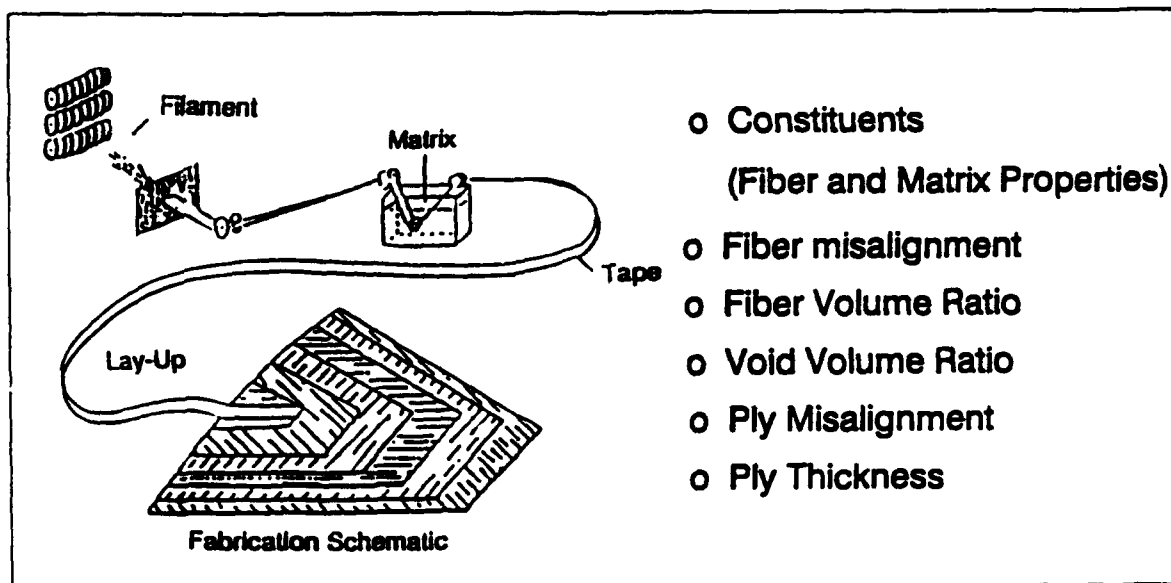 Filament
Matrix
Tape
Lay-Up
Fabrication Schematic
o Constituents
(Fiber and Matrix Properties)
o Fiber misalignment
o Fiber Volume Ratio
o Void Volume Ratio
o Ply Misalignment
o Ply Thickness